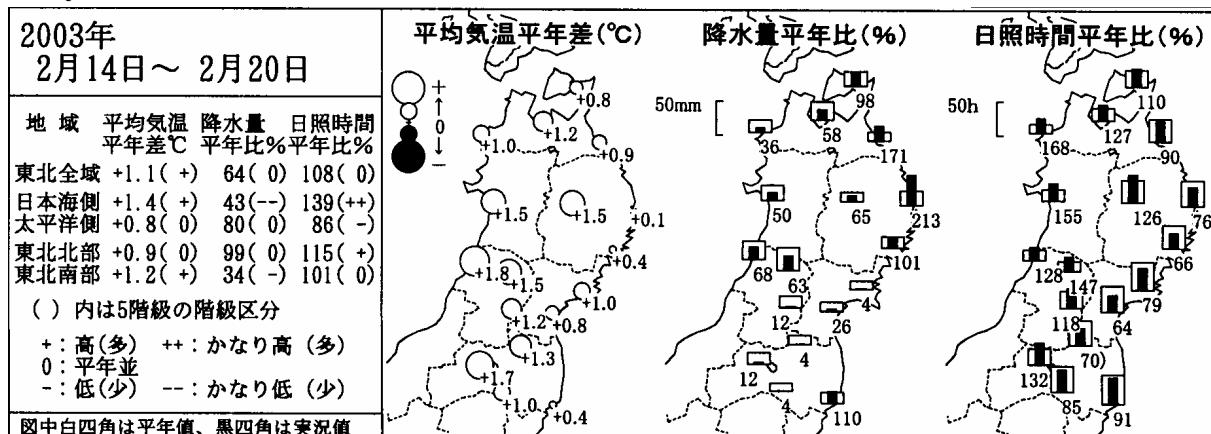 2003年
2月14日～ 2月20日
地 域 平均気温 降水量 日照時間
平年差℃ 平年比% 平年比%
東北全域 +1.1( +) 64( 0) 108( 0)
日本海側 +1.4( +) 43(--) 139(++)
太平洋側 +0.8( 0) 80( 0) 86( -)
東北北部 +0.9( 0) 99( 0) 115( +)
東北南部 +1.2( +) 34( -) 101( 0)
( ) 内は5階級の階級区分
+：高(多) ++：かなり高 (多)
0：平年並
-：低(少) --：かなり低 (少)
図中白四角は平年値、黒四角は実況値
平均気温平年差(℃)
+
↑
0
↓
-
+0.8
+1.2
+1.0
+0.9
+1.5
+1.5
+0.1
+0.4
+1.8
+1.5
+1.0
+1.2
+0.8
+1.3
+1.7
+1.0
+0.4
降水量平年比(%)
50mm
98
58
36
171
50
65
213
101
68
63
4
12
26
4
12
4
110
日照時間平年比(%)
50h
110
127
168
90
155
126
76
66
128
147
79
118
64
70)
132
85
91